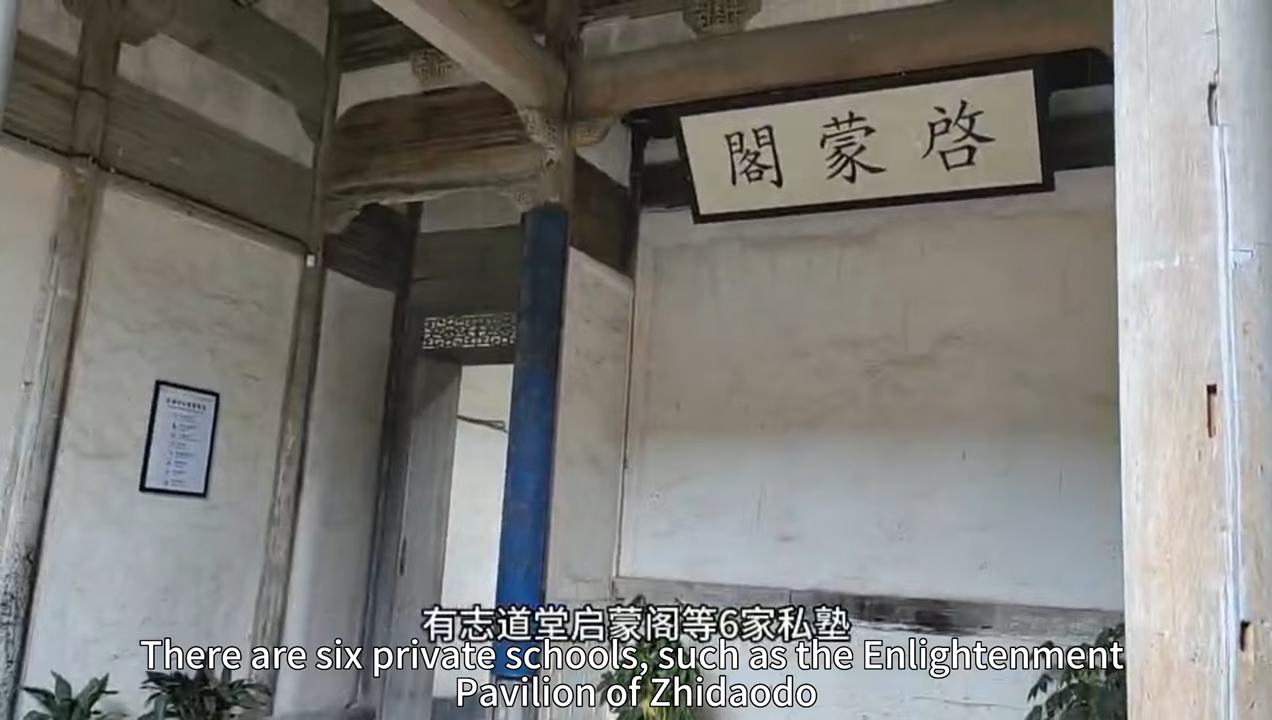 啓蒙閣
有志道堂启蒙阁等6家私塾
There are six private schools, such as the Enlightenment
Pavilion of Zhidaodo